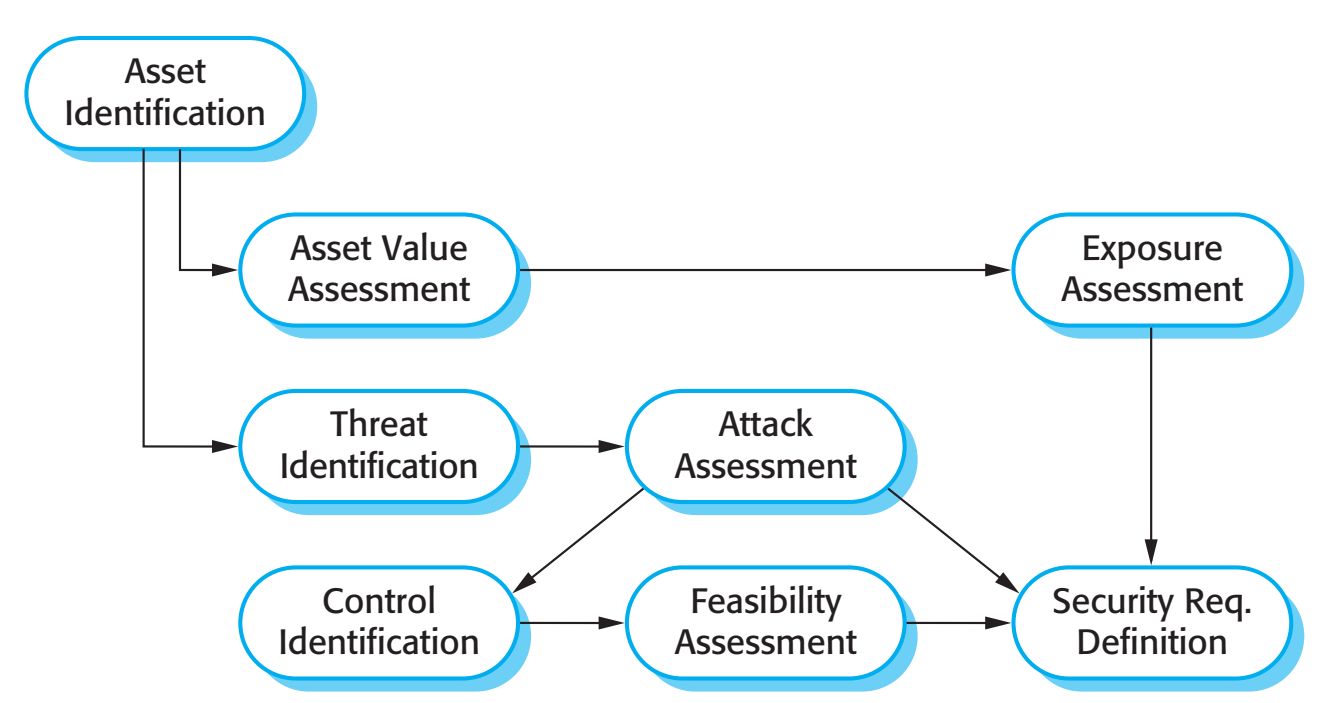 Asset
Identification
Asset Value
Assessment
Exposure
Assessment
Threat
Identification
Attack
Assessment
Control
Identification
Feasibility
Assessment
Security Req.
Definition